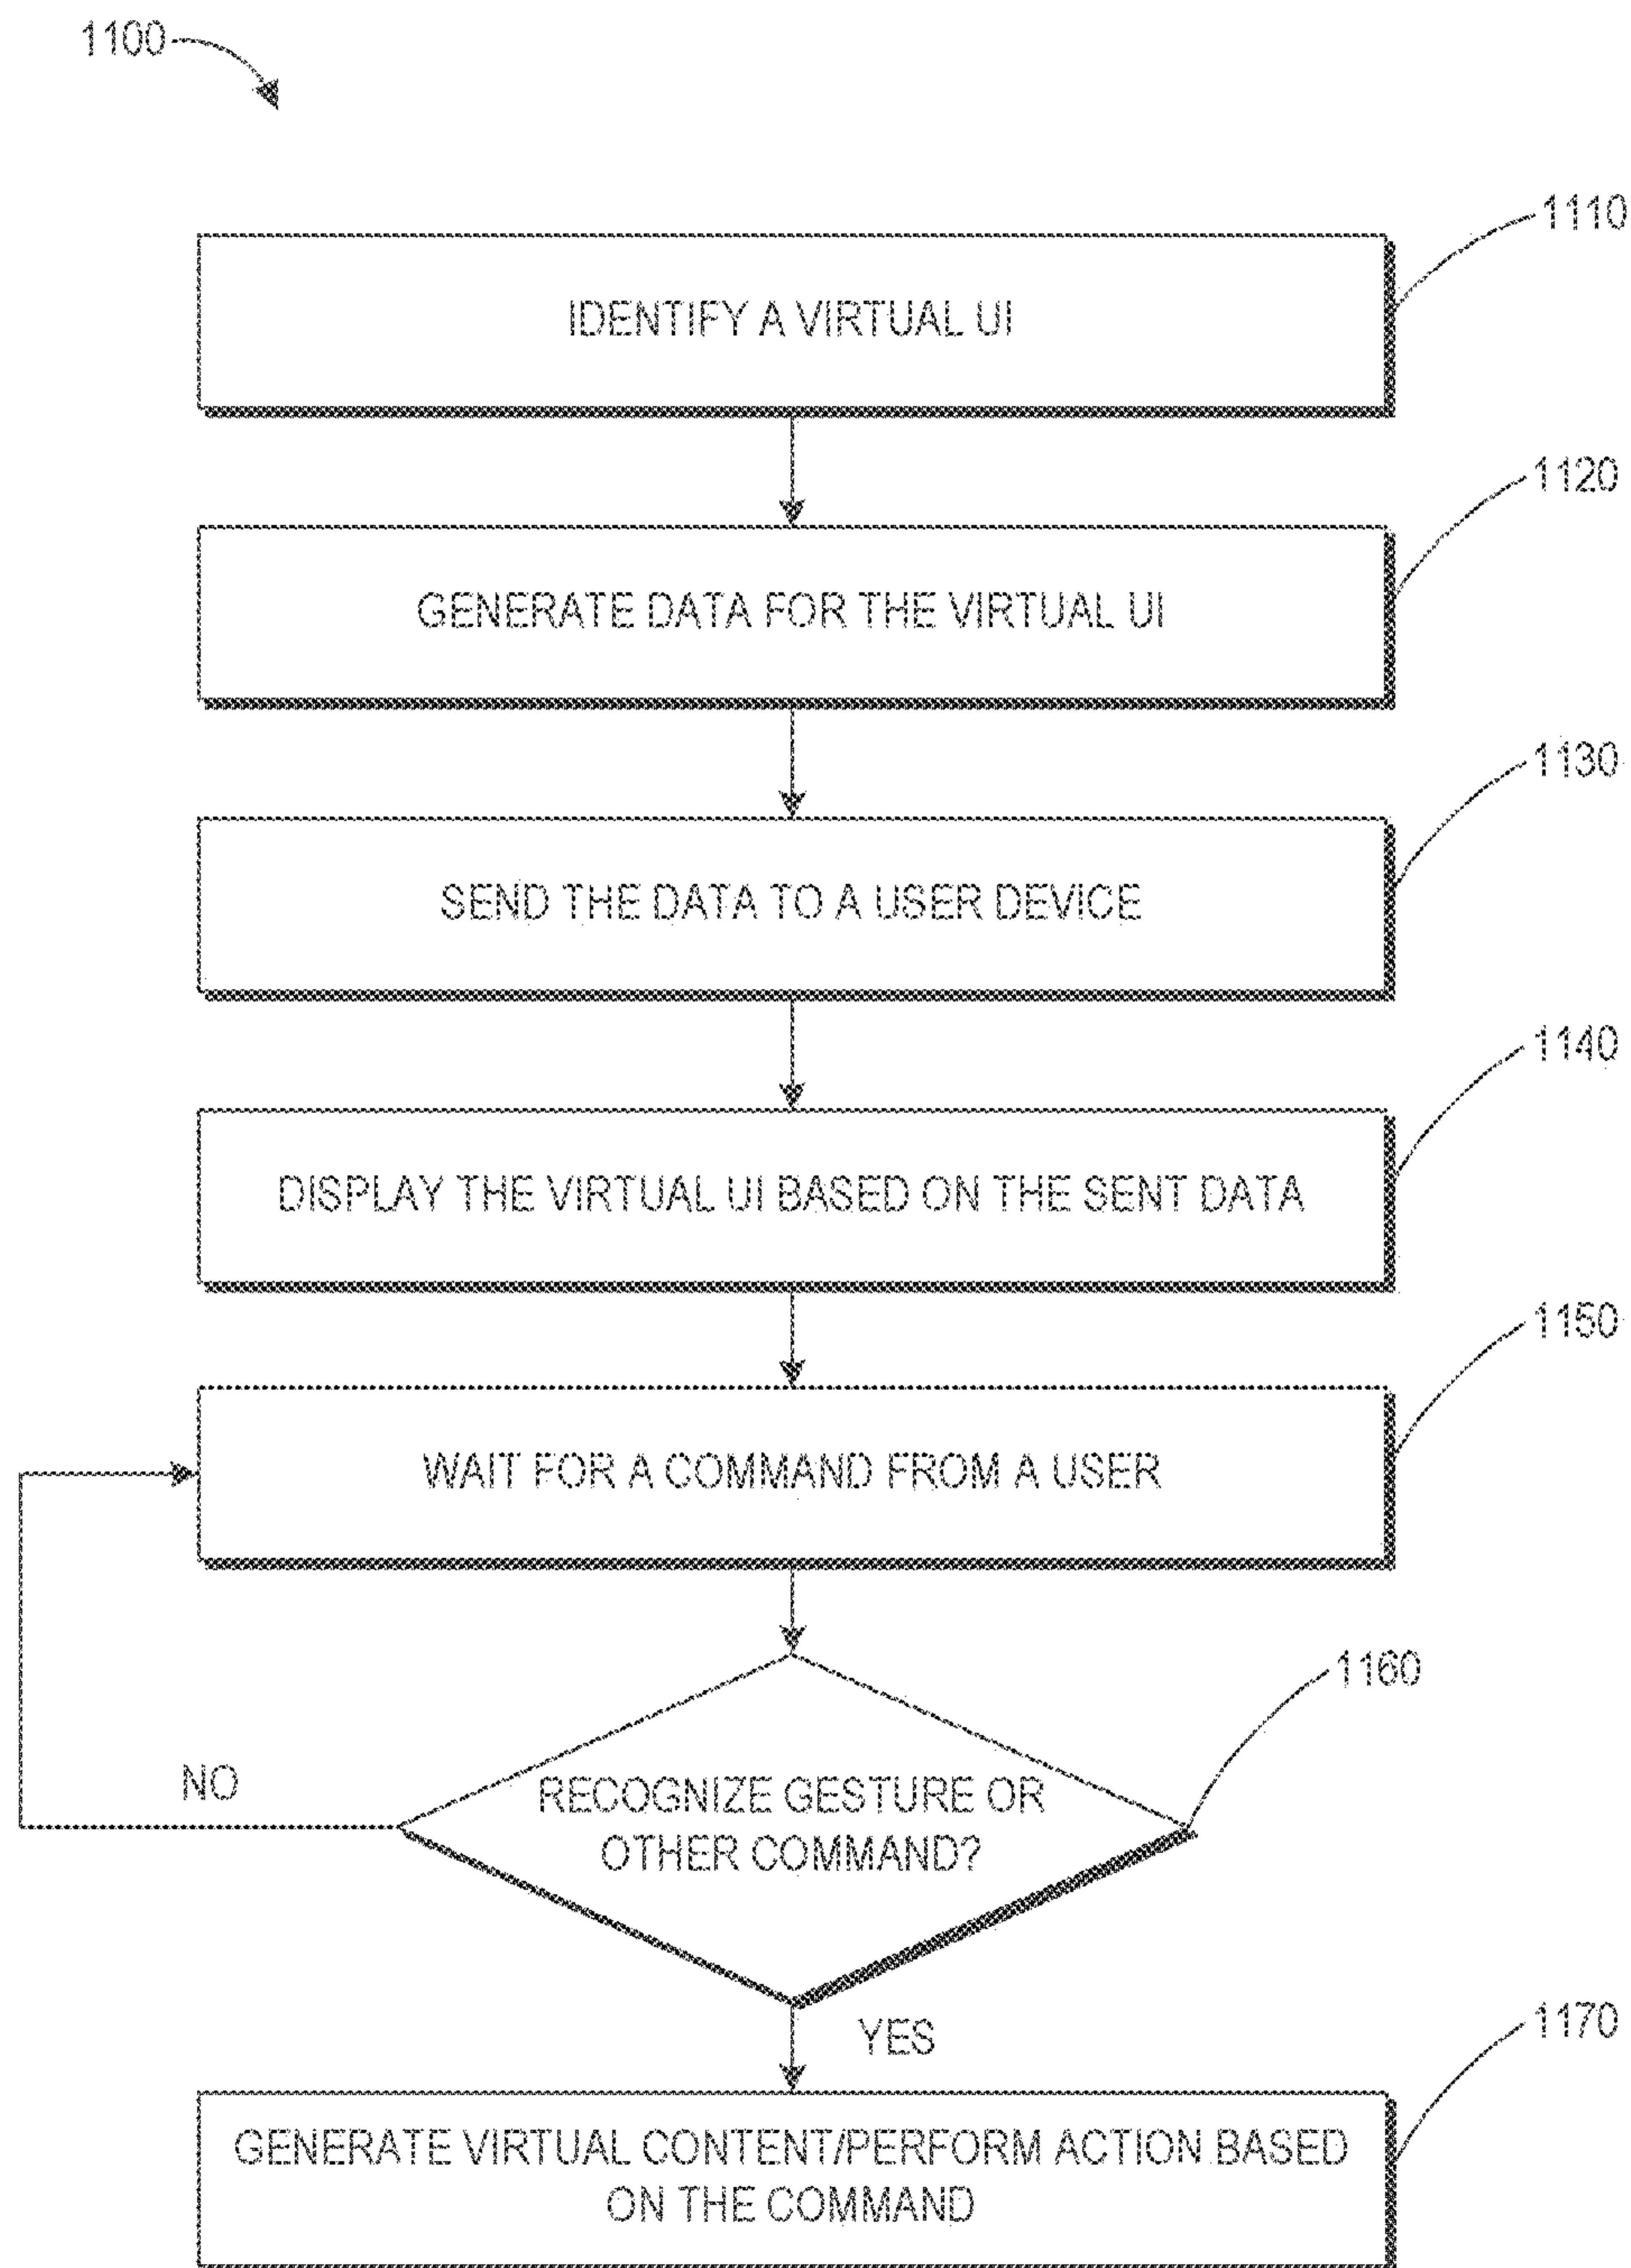 1100
1110
IDENTIFY A VIRTUAL UI
1120
GENERATE DATA FOR THE VIRTUAL UI
1130
SEND THE DATA TO A USER DEVICE
1140
DISPLAY THE VIRTUAL UI BASED ON THE SENT DATA
1150
WAIT FOR A COMMAND FROM A USER
1160
RECOGNIZE GESTURE OR
OTHER COMMAND?
NO
YES
1170
GENERATE VIRTUAL CONTENT/PERFORM ACTION BASED
ON THE COMMAND